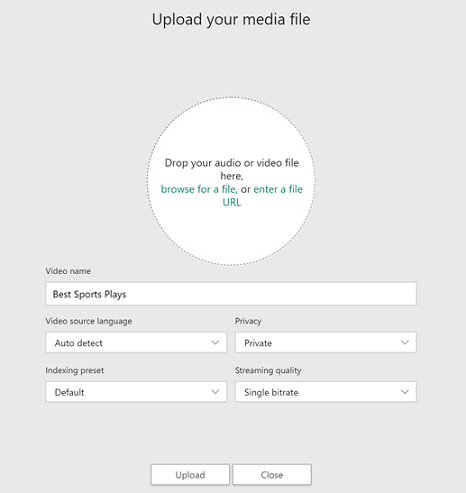 Upload your media file
Drop your audio or video file
here,
browse for a file, or enter a file
URL
Video name
Best Sports Plays
Video source language
Privacy
Auto detect
Private
Indexing preset
Streaming quality
Default
Single bitrate
Upload
Close